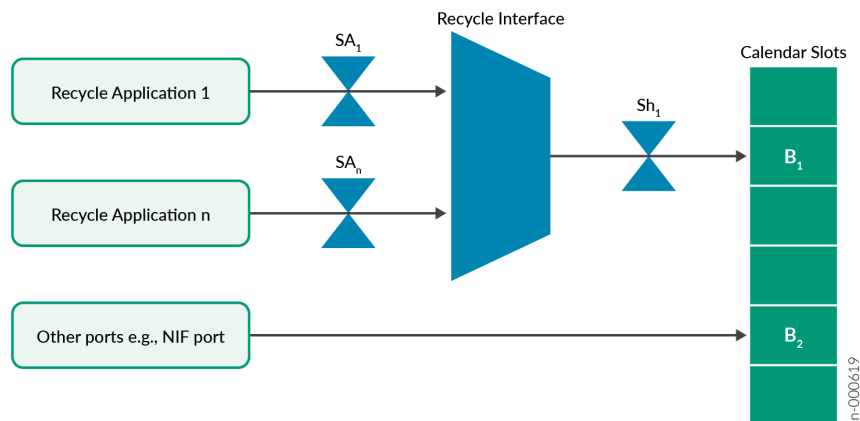 Recycle Interface
SA₁
Calendar Slots
Recycle Application 1
Sh₁
B₁
SAₙ
Recycle Application n
Other ports e.g., NIF port
B₂
n-000619